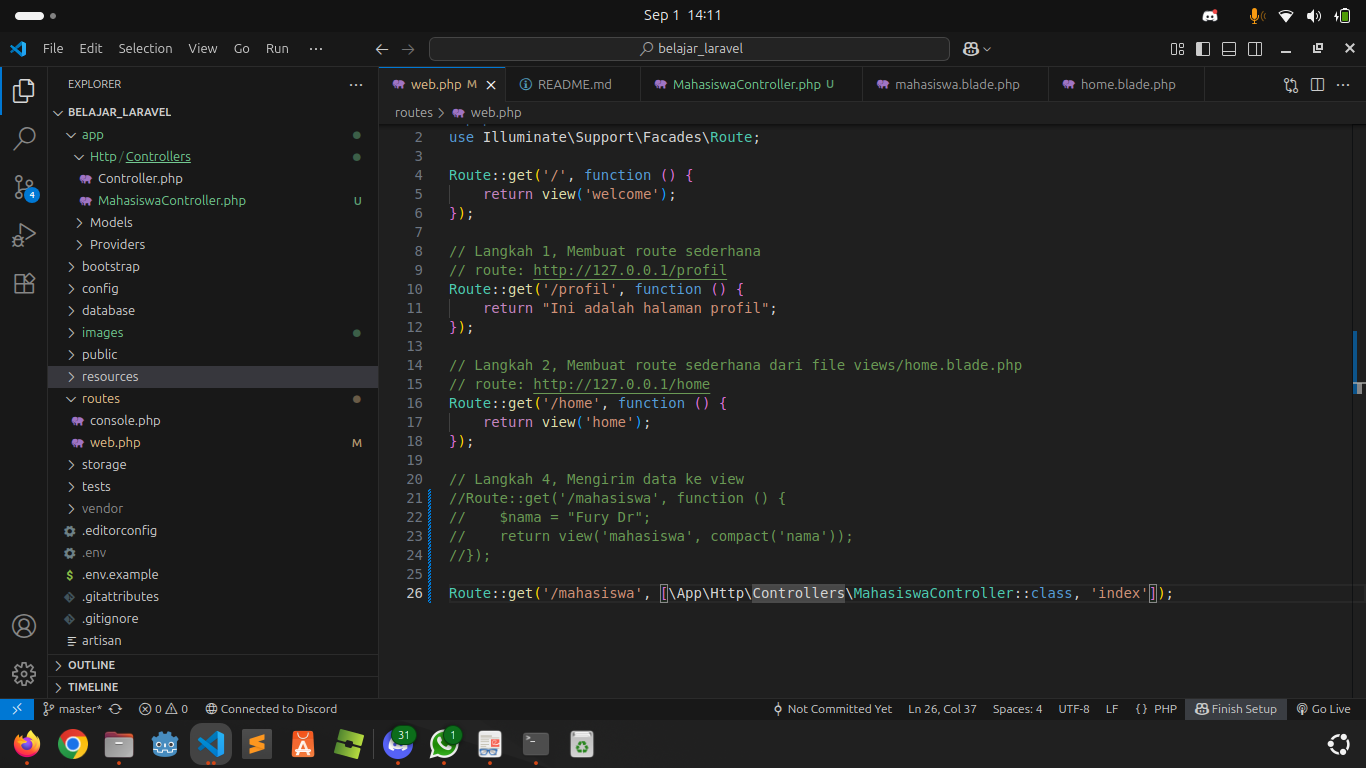 Sep 1 14:11
File Edit Selection View Go Run ···
belajar_laravel
EXPLORER
BELAJAR_LARAVEL
app
Http / Controllers
Controller.php
MahasiswaController.php U
Models
Providers
bootstrap
config
database
images
public
resources
routes
console.php
web.php M
storage
tests
vendor
.editorconfig
.env
$ .env.example
.gitattributes
.gitignore
artisan
OUTLINE
TIMELINE
web.php M
README.md
MahasiswaController.php U
mahasiswa.blade.php
home.blade.php
routes > web.php
2 use Illuminate\Support\Facades\Route;
3
4 Route::get('/', function () {
5     return view('welcome');
6 });
7
8 // Langkah 1, Membuat route sederhana
9 // route: http://127.0.0.1/profil
10 Route::get('/profil', function () {
11     return "Ini adalah halaman profil";
12 });
13
14 // Langkah 2, Membuat route sederhana dari file views/home.blade.php
15 // route: http://127.0.0.1/home
16 Route::get('/home', function () {
17     return view('home');
18 });
19
20 // Langkah 4, Mengirim data ke view
21 //Route::get('/mahasiswa', function () {
22 //    $nama = "Fury Dr";
23 //    return view('mahasiswa', compact('nama'));
24 //});
25
26 Route::get('/mahasiswa', [\App\Http\Controllers\MahasiswaController::class, 'index']);
4
master* 0 0 Connected to Discord Not Committed Yet Ln 26, Col 37 Spaces: 4 UTF-8 LF {} PHP Finish Setup Go Live
31
1